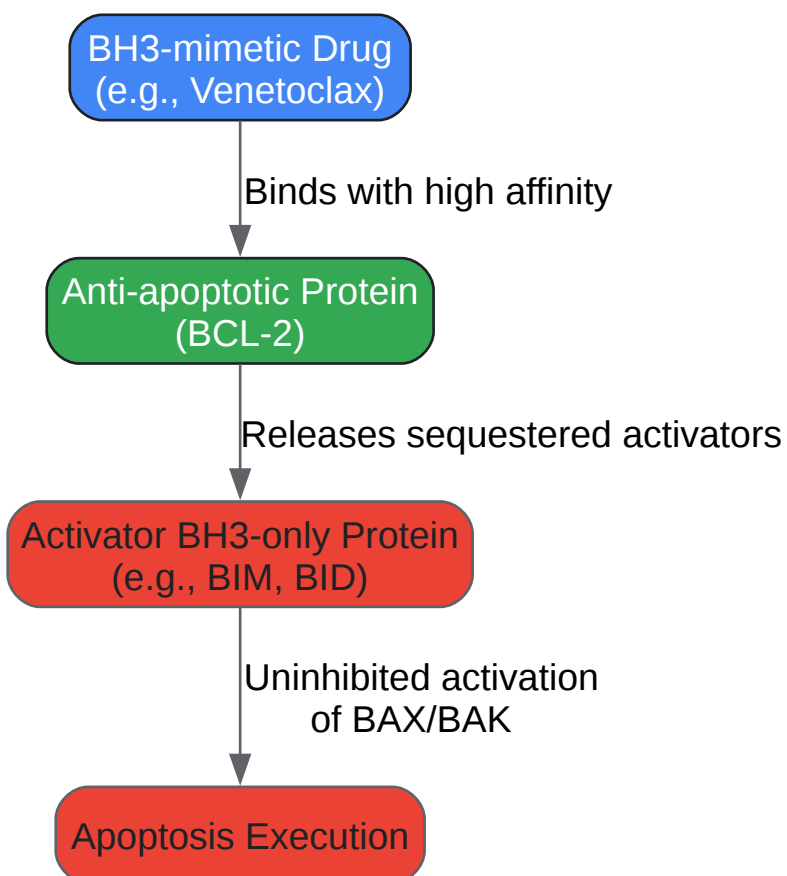 BH3-mimetic Drug
(e.g., Venetoclax)
Binds with high affinity
Anti-apoptotic Protein
(BCL-2)
Releases sequestered activators
Activator BH3-only Protein
(e.g., BIM, BID)
Uninhibited activation
of BAX/BAK
Apoptosis Execution